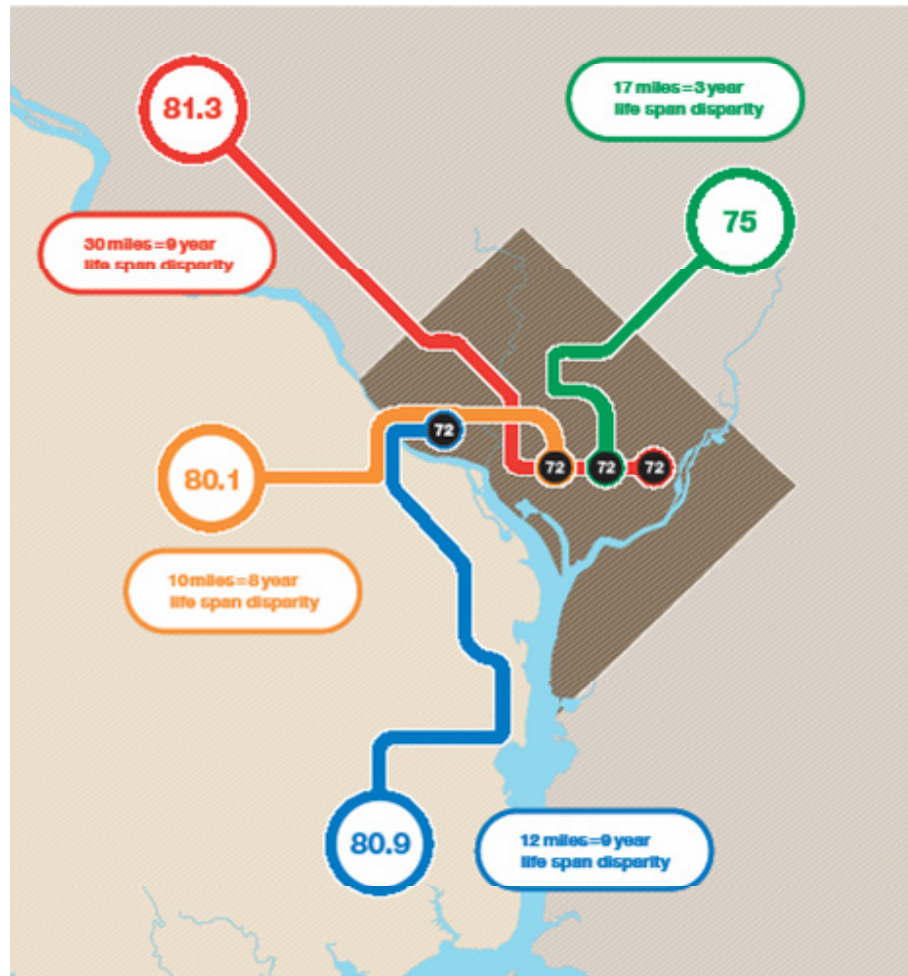 81.3
17 miles=3 year
life span disparity
75
30 miles=9 year
life span disparity
72
80.1
72
72
72
10 miles=8 year
life span disparity
80.9
12 miles=9 year
life span disparity